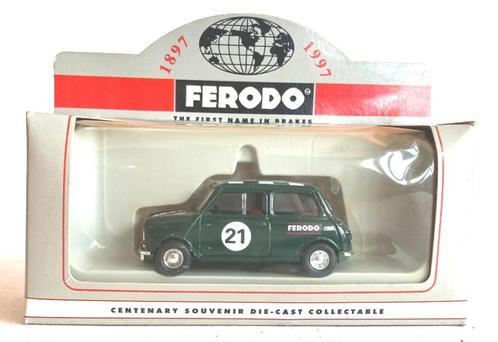 1897 1997
FERODO
THE FIRST NAME IN BRAKES
21
FERODO
CENTENARY SOUVENIR DIE-CAST COLLECTABLE